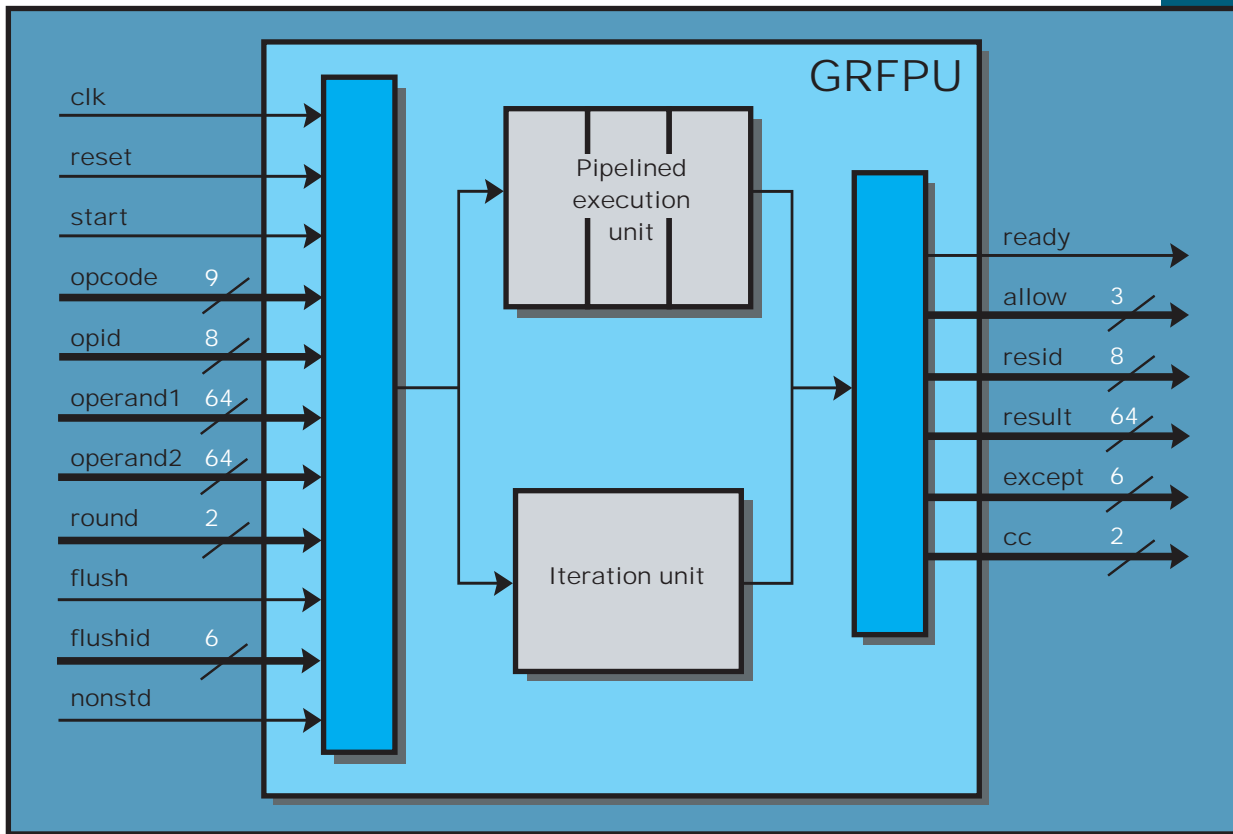 GRFPU
clk
reset
start
opcode 9
opid 8
operand1 64
operand2 64
round 2
flush
flushid 6
nonstd
Pipelined
execution
unit
Iteration unit
ready
allow 3
resid 8
result 64
except 6
cc 2